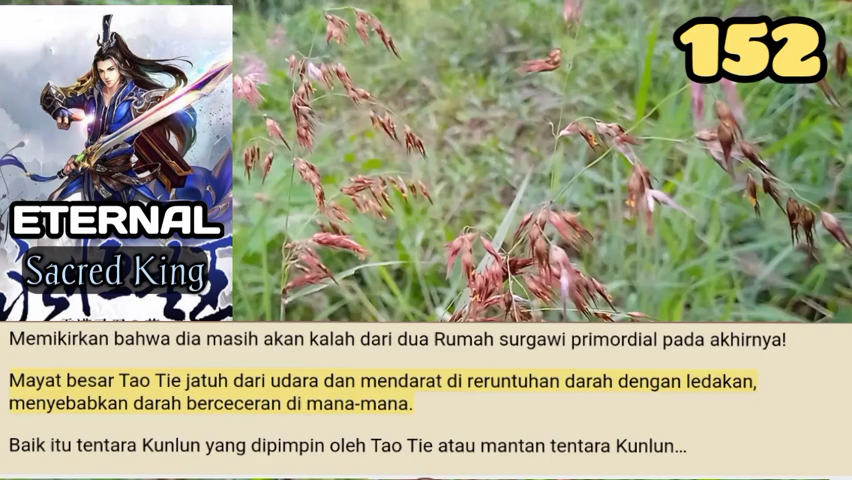 152
ETERNAL
Sacred King
Memikirkan bahwa dia masih akan kalah dari dua Rumah surgawi primordial pada akhirnya!
Mayat besar Tao Tie jatuh dari udara dan mendarat di reruntuhan darah dengan ledakan,
menyebabkan darah berceceran di mana-mana.
Baik itu tentara Kunlun yang dipimpin oleh Tao Tie atau mantan tentara Kunlun...